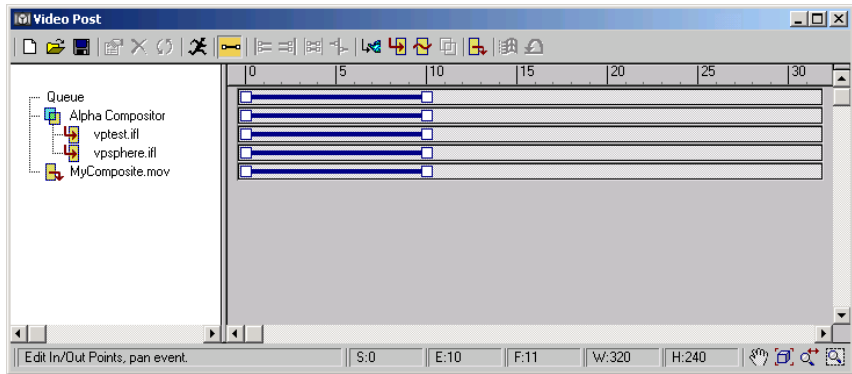 Video Post
0 5 10 15 20 25 30
Queue
Alpha Compositor
vptest.ifl
vpsphere.ifl
MyComposite.mov
Edit In/Out Points, pan event. S:0 E:10 F:11 W:320 H:240